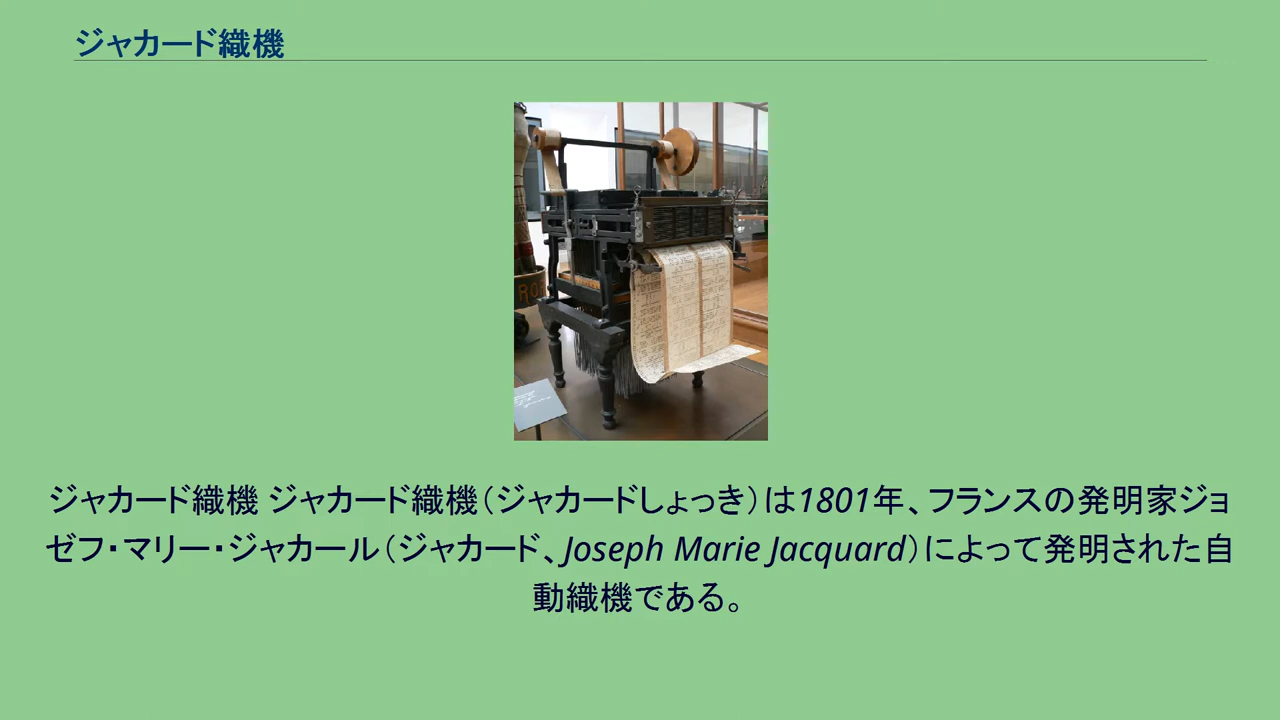 ジャカード織機
RO
ジャカード織機 ジャカード織機（ジャカードしょっき）は1801年、フランスの発明家ジョ
ゼフ・マリー・ジャカール（ジャカード、Joseph Marie Jacquard）によって発明された自
動織機である。